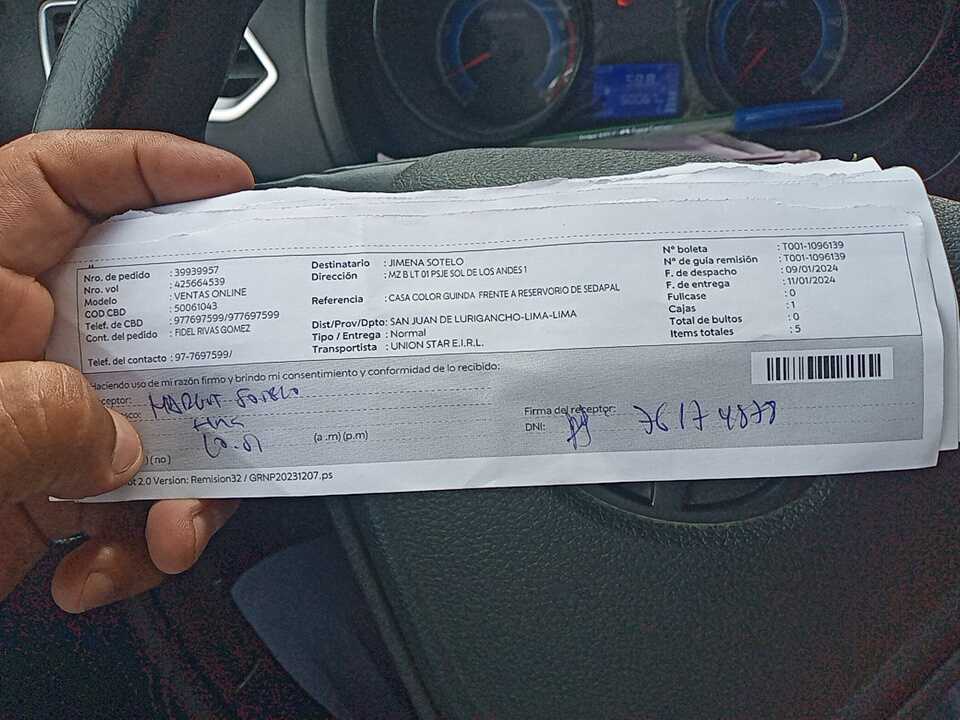 Nro. de pedido : 39939957
Nro. vol : 425664539
Modelo : VENTAS ONLINE
COD CBD : 50061043
Telef. de CBD : 977697599/977697599
Cont. del pedido : FIDEL RIVAS GOMEZ
Telef. del contacto : 97-7697599/
Destinatario : JIMENA SOTELO
Dirección : MZ B LT 01 PSJE SOL DE LOS ANDES 1
Referencia : CASA COLOR GUINDA FRENTE A RESERVORIO DE SEDAPAL
Dist/Prov/Dpto: SAN JUAN DE LURIGANCHO-LIMA-LIMA
Tipo / Entrega : Normal
Transportista : UNION STAR E.I.R.L.
N° boleta : T001-1096139
N° de guía remisión : T001-1096139
F. de despacho : 09/01/2024
F. de entrega : 11/01/2024
Fullcase : 0
Cajas : 1
Total de bultos : 0
Items totales : 5
Haciendo uso de mi razón firmo y brindo mi consentimiento y conformidad de lo recibido:
ceptor: SOTELO
(a .m) (p.m)
) ( no )
Firma del receptor:
DNI: 76174878
ot 2.0 Version: Remision32 / GRNP20231207.ps